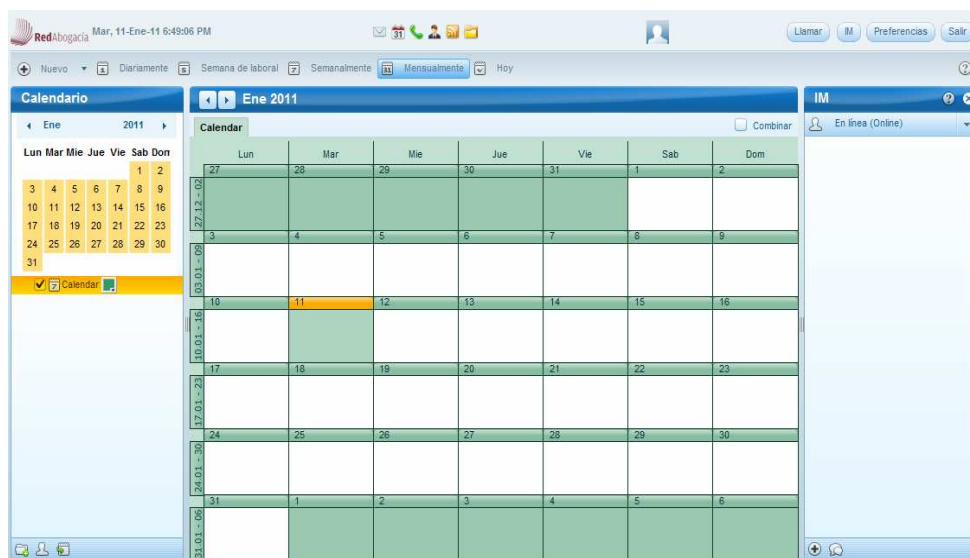 RedAbogacía Mar, 11-Ene-11 6:49:06 PM 31 Llamar IM Preferencias Salir
Nuevo 1 Diariamente 5 Semana de laboral 7 Semanalmente 31 Mensualmente Hoy ?
Calendario
Ene 2011
Lun Mar Mie Jue Vie Sab Dom
1 2
3 4 5 6 7 8 9
10 11 12 13 14 15 16
17 18 19 20 21 22 23
24 25 26 27 28 29 30
31
7 Calendar
Ene 2011
Calendar Combinar
Lun Mar Mie Jue Vie Sab Dom
27.12 - 02
27 28 29 30 31 1 2
03.01 - 09
3 4 5 6 7 8 9
10.01 - 16
10 11 12 13 14 15 16
17.01 - 23
17 18 19 20 21 22 23
24.01 - 30
24 25 26 27 28 29 30
31.01 - 06
31 1 2 3 4 5 6
IM ?
En línea (Online)